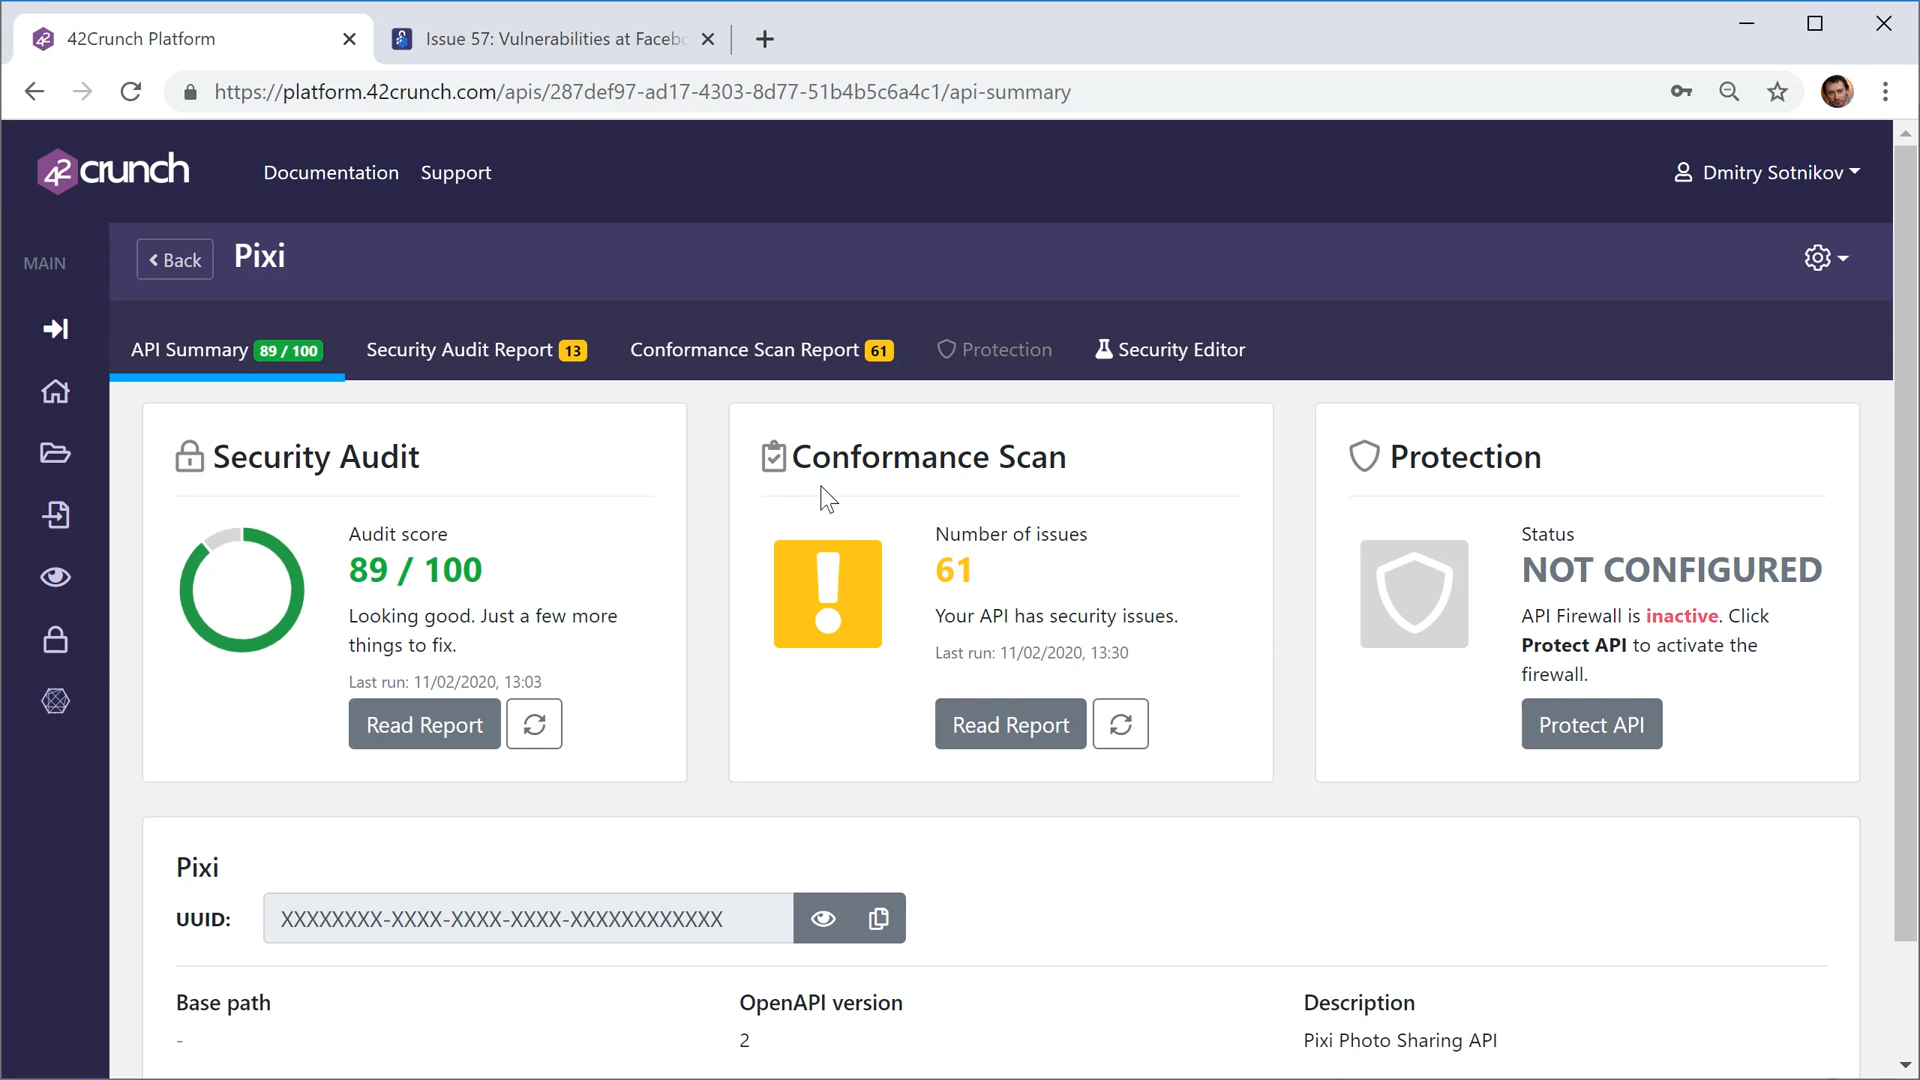 42Crunch Platform
Issue 57: Vulnerabilities at Facebo
https://platform.42crunch.com/apis/287def97-ad17-4303-8d77-51b4b5c6a4c1/api-summary
42 crunch
Documentation
Support
Dmitry Sotnikov
MAIN
Back
Pixi
API Summary 89 / 100
Security Audit Report 13
Conformance Scan Report 61
Protection
Security Editor
Security Audit
Audit score
89 / 100
Looking good. Just a few more
things to fix.
Last run: 11/02/2020, 13:03
Read Report
Conformance Scan
Number of issues
61
Your API has security issues.
Last run: 11/02/2020, 13:30
Read Report
Protection
Status
NOT CONFIGURED
API Firewall is inactive. Click
Protect API to activate the
firewall.
Protect API
Pixi
UUID: XXXXXXXX-XXXX-XXXX-XXXX-XXXXXXXXXXXX
Base path
-
OpenAPI version
2
Description
Pixi Photo Sharing API